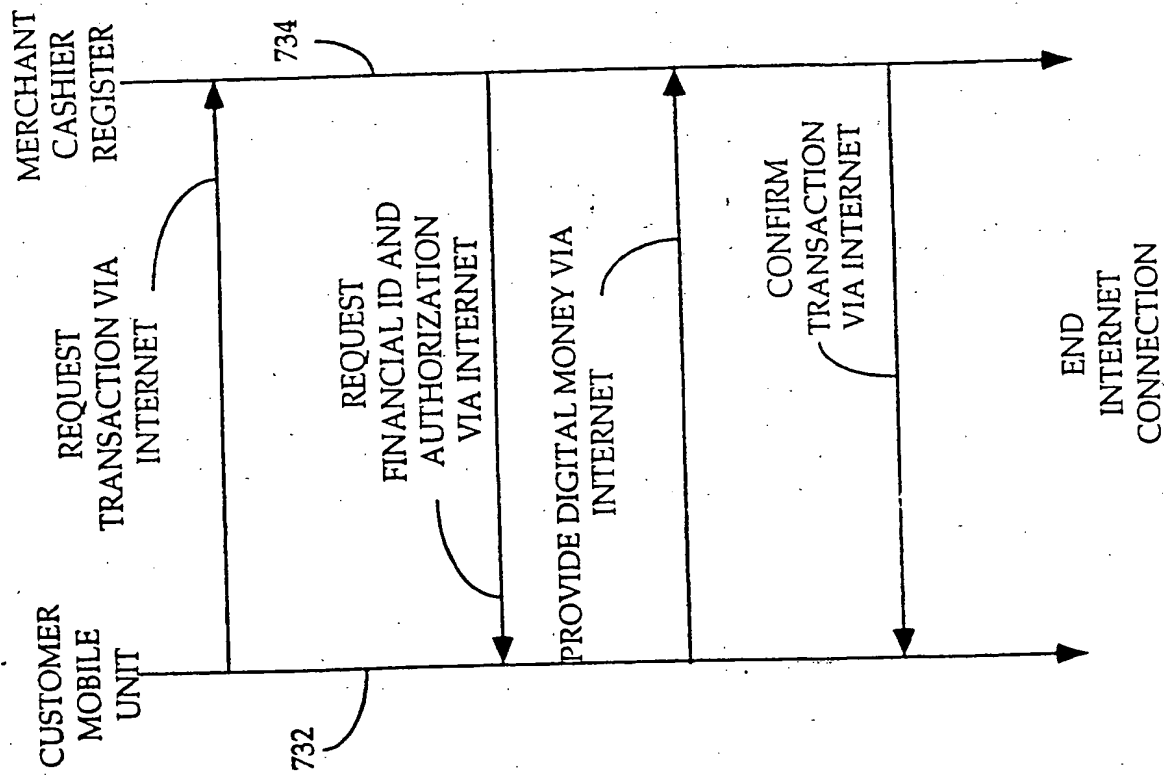 CUSTOMER
MOBILE
UNIT
MERCHANT
CASHIER
REGISTER
732
734
REQUEST
TRANSACTION VIA
INTERNET
REQUEST
FINANCIAL ID AND
AUTHORIZATION
VIA INTERNET
PROVIDE DIGITAL MONEY VIA
INTERNET
CONFIRM
TRANSACTION
VIA INTERNET
END
INTERNET
CONNECTION